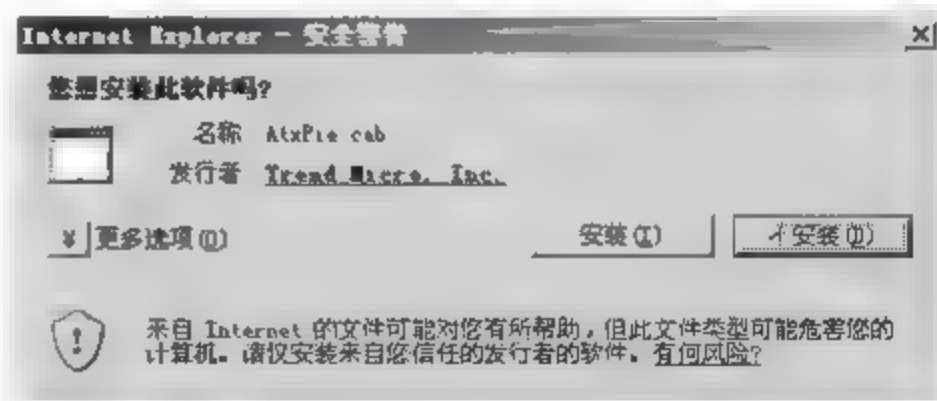 Internet Explorer - 安全警告
您想安装此软件吗?
名称 AtxPie cab
发行者 Trend Micro, Inc.
更多选项(O)
安装(I)
不安装(D)
来自 Internet 的文件可能对您有所帮助，但此文件类型可能危害您的
计算机。请仅安装来自您信任的发行者的软件。有何风险?